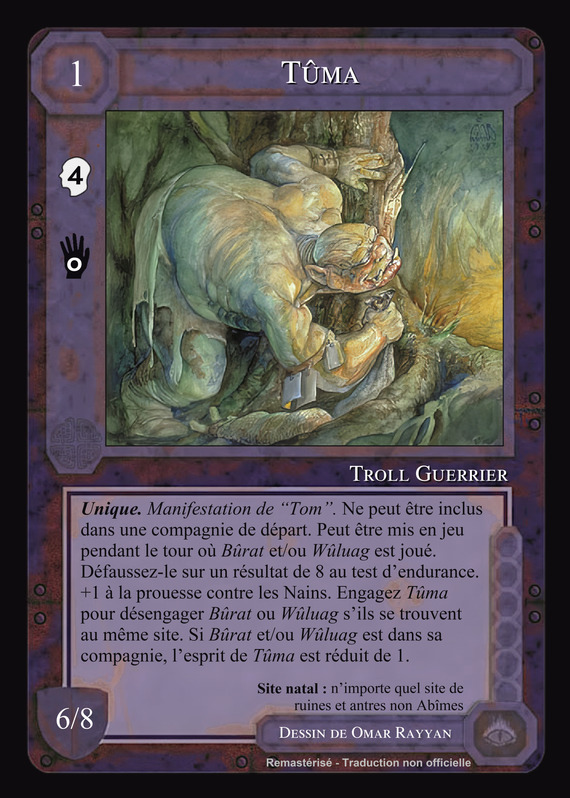 1
TÛMA
4
0
TROLL GUERRIER
Unique. Manifestation de “Tom”. Ne peut être inclus
dans une compagnie de départ. Peut être mis en jeu
pendant le tour où Bûrat et/ou Wûluag est joué.
Défaussez-le sur un résultat de 8 au test d’endurance.
+1 à la prouesse contre les Nains. Engagez Tûma
pour désengager Bûrat ou Wûluag s’ils se trouvent
au même site. Si Bûrat et/ou Wûluag est dans sa
compagnie, l’esprit de Tûma est réduit de 1.
Site natal : n’importe quel site de
ruines et antres non Abîmes
6/8
DESSIN DE OMAR RAYYAN
Remastérisé - Traduction non officielle